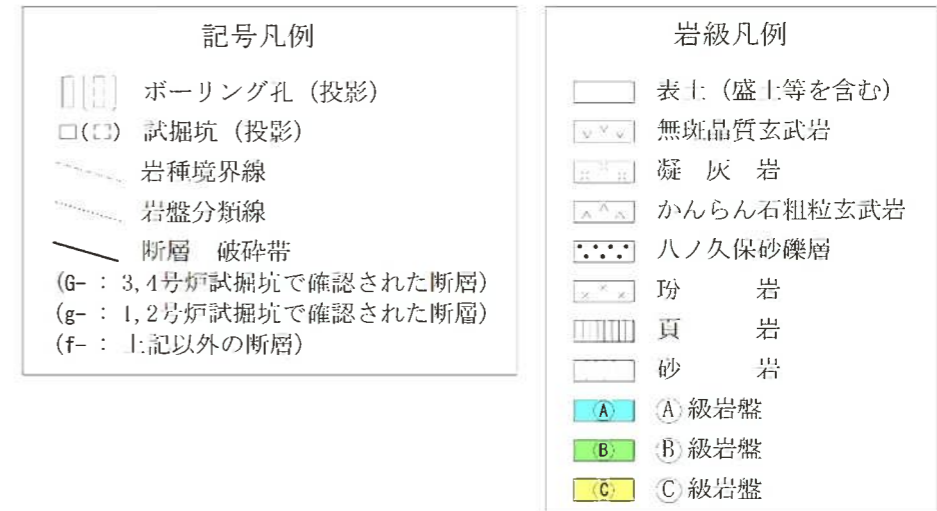 記号凡例
ボーリング孔（投影）
試掘坑（投影）
岩種境界線
岩盤分類線
断層 破砕帯
(G- : 3,4号炉試掘坑で確認された断層)
(g- : 1,2号炉試掘坑で確認された断層)
(f- : 上記以外の断層)
岩級凡例
表土（盛土等を含む）
無斑晶質玄武岩
凝 灰 岩
かんらん石粗粒玄武岩
八ノ久保砂礫層
玢 岩
頁 岩
砂 岩
Ⓐ Ⓐ級岩盤
Ⓑ Ⓑ級岩盤
Ⓒ Ⓒ級岩盤